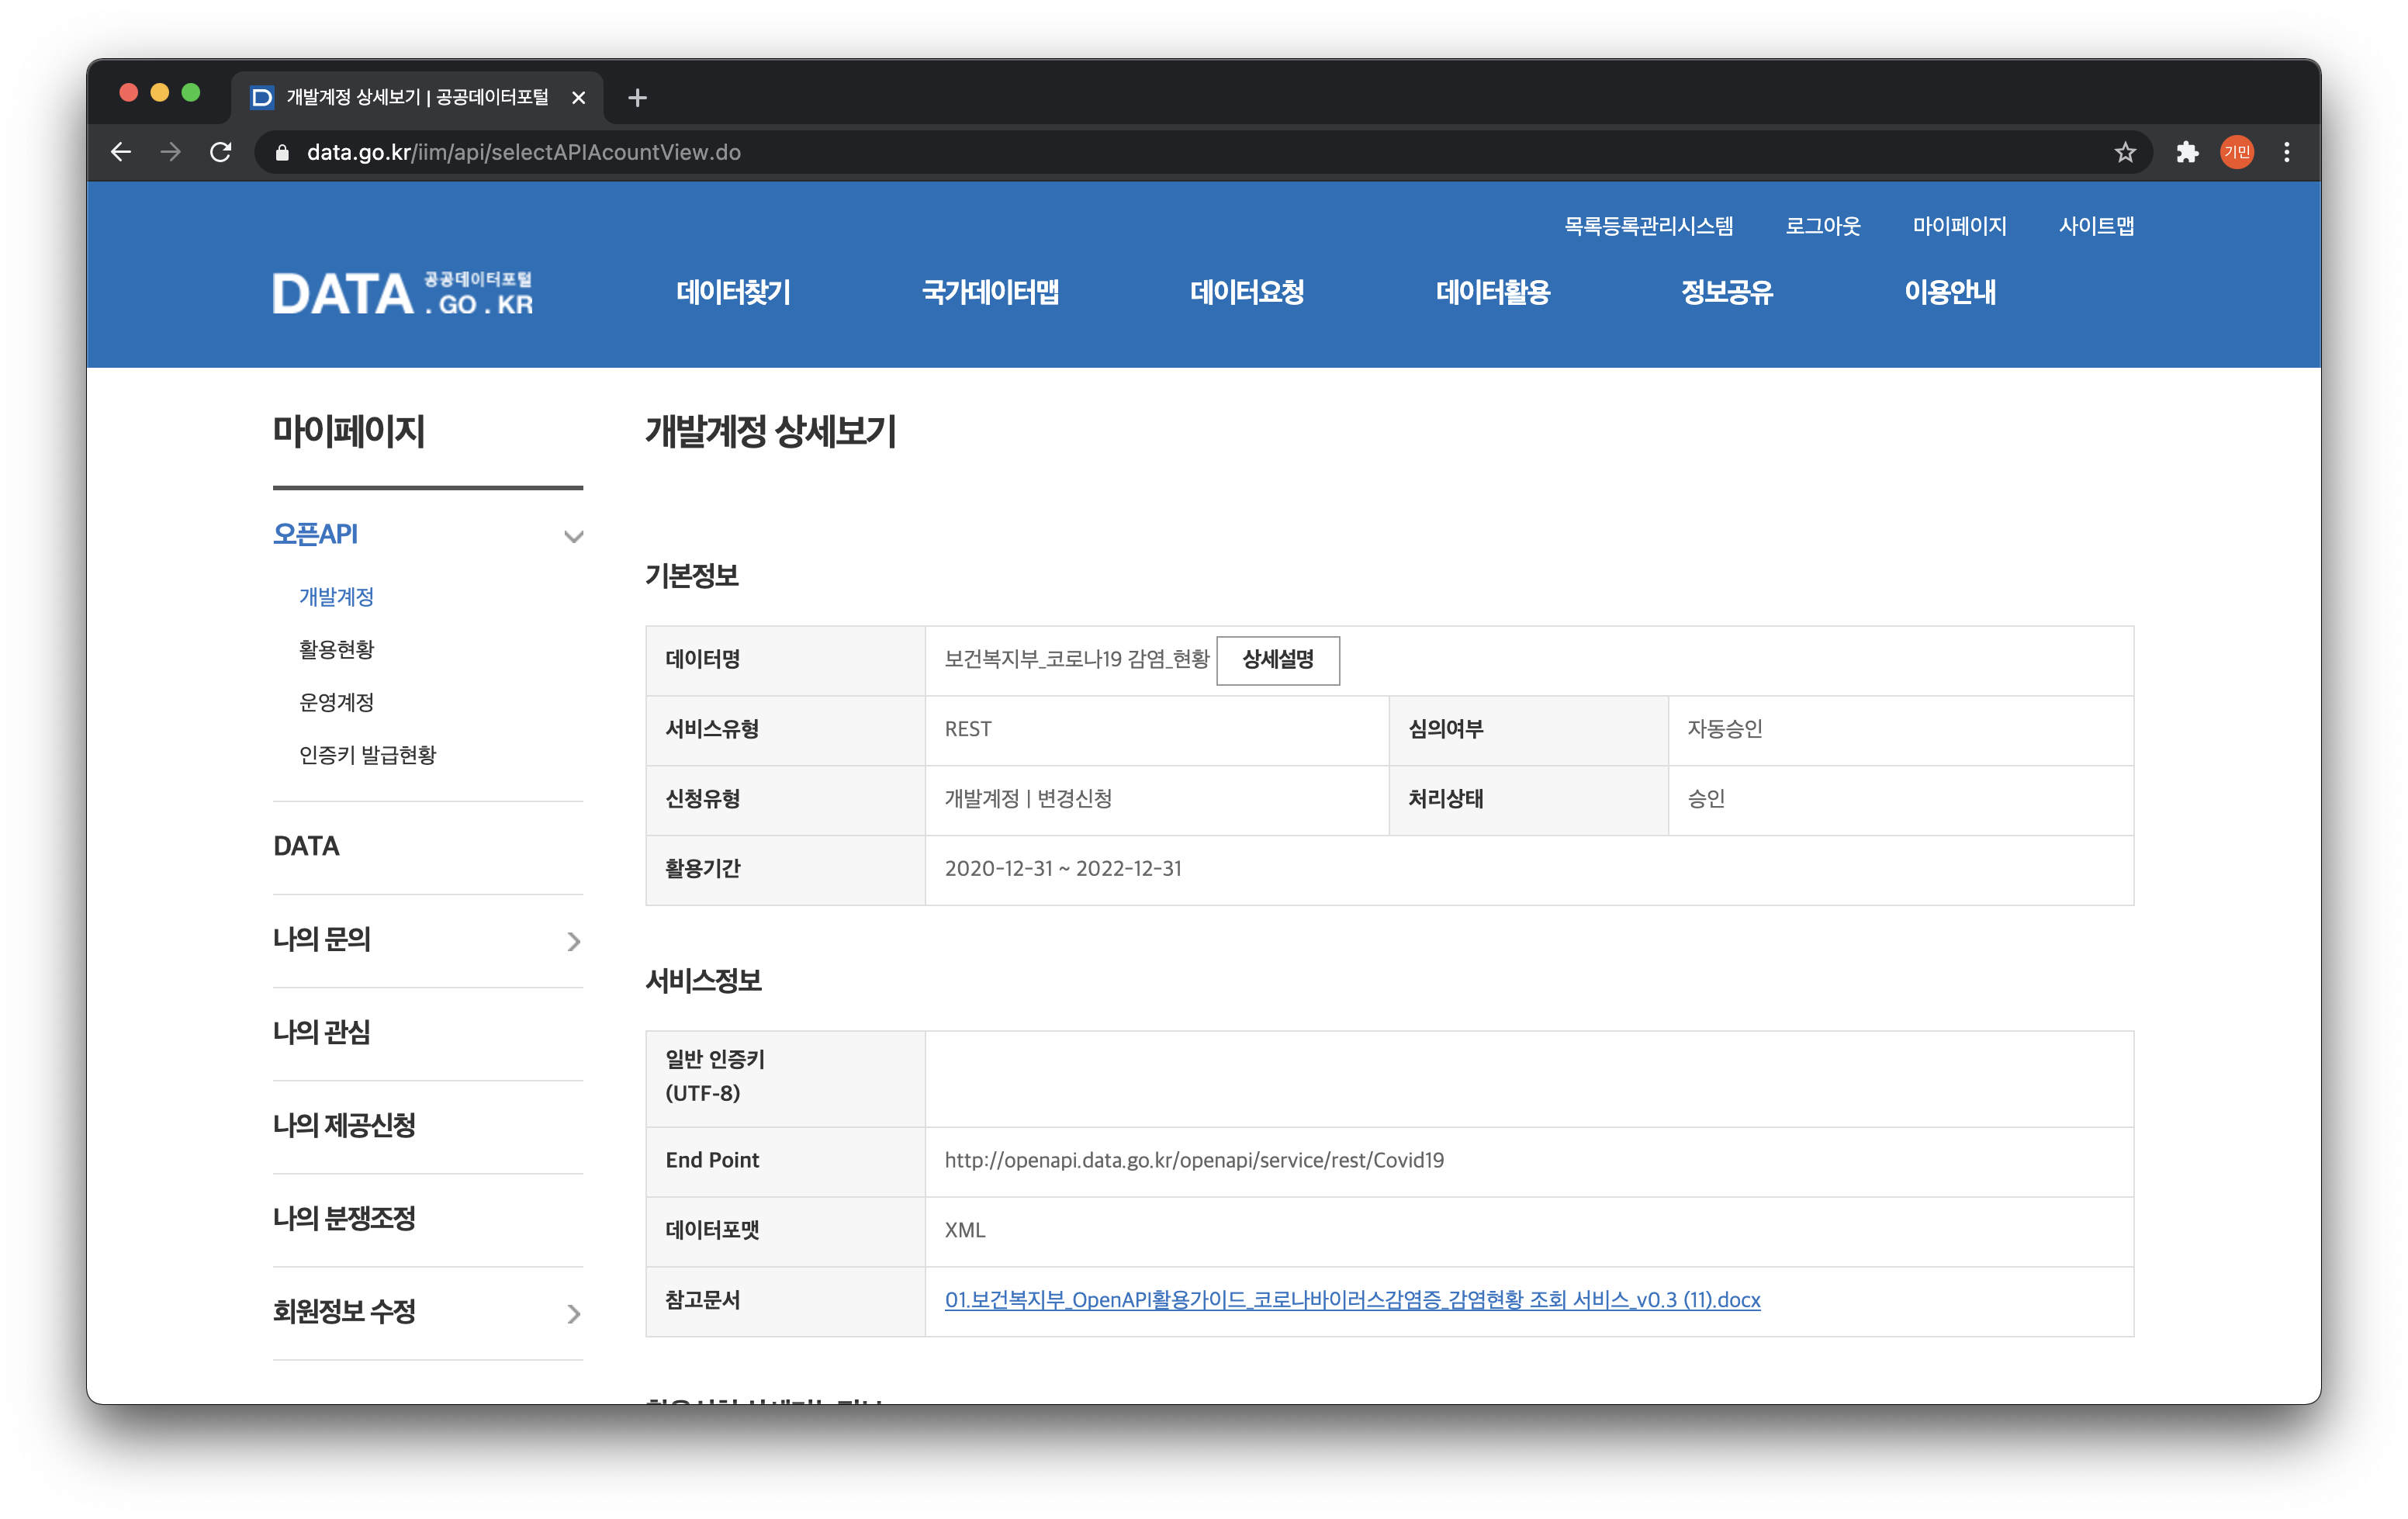 개발계정 상세보기 | 공공데이터포털
data.go.kr/iim/api/selectAPIAcountView.do
기민
목록등록관리시스템 로그아웃 마이페이지 사이트맵
DATA 공공데이터포털 .GO.KR
데이터찾기 국가데이터맵 데이터요청 데이터활용 정보공유 이용안내
마이페이지
오픈API
개발계정
활용현황
운영계정
인증키 발급현황
DATA
나의 문의
나의 관심
나의 제공신청
나의 분쟁조정
회원정보 수정
개발계정 상세보기
기본정보
데이터명 보건복지부_코로나19 감염_현황 상세설명
서비스유형 REST 심의여부 자동승인
신청유형 개발계정 | 변경신청 처리상태 승인
활용기간 2020-12-31 ~ 2022-12-31
서비스정보
일반 인증키
(UTF-8)
End Point http://openapi.data.go.kr/openapi/service/rest/Covid19
데이터포맷 XML
참고문서 01.보건복지부_OpenAPI활용가이드_코로나바이러스감염증_감염현황 조회 서비스_v0.3 (11).docx